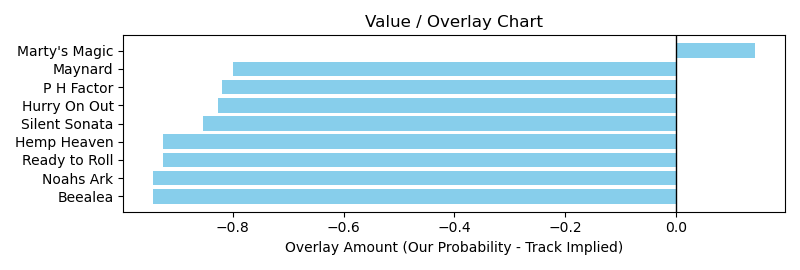 Value / Overlay Chart
Marty's Magic
Maynard
P H Factor
Hurry On Out
Silent Sonata
Hemp Heaven
Ready to Roll
Noahs Ark
Beealea
−0.8 −0.6 −0.4 −0.2 0.0
Overlay Amount (Our Probability - Track Implied)